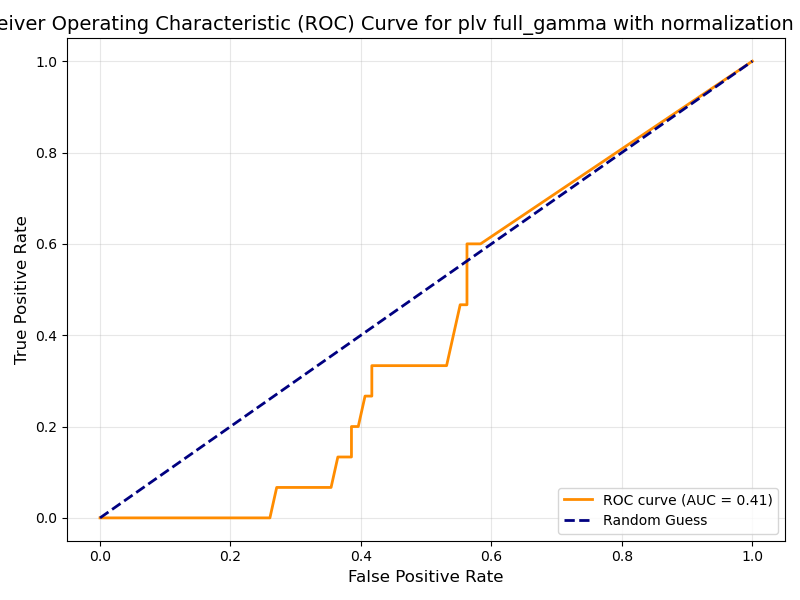 eiver Operating Characteristic (ROC) Curve for plv full_gamma with normalization
True Positive Rate
1.0
0.8
0.6
0.4
0.2
0.0
0.0 0.2 0.4 0.6 0.8 1.0
False Positive Rate
ROC curve (AUC = 0.41)
Random Guess